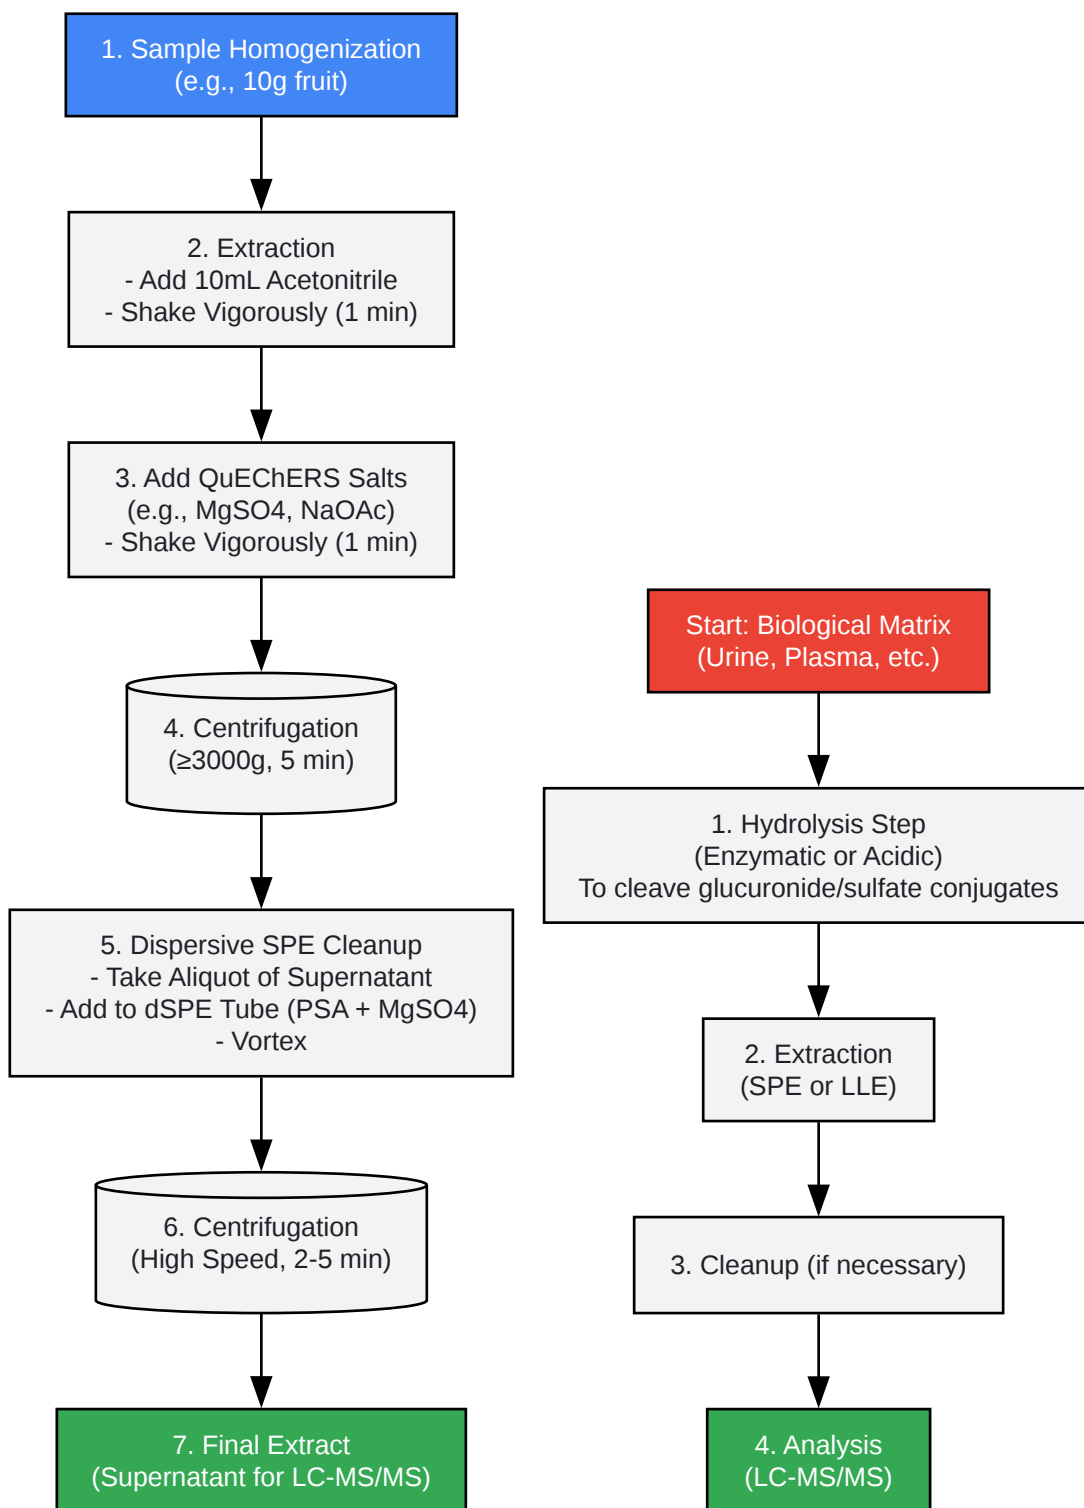 1. Sample Homogenization
(e.g., 10g fruit)
2. Extraction
- Add 10mL Acetonitrile
- Shake Vigorously (1 min)
3. Add QuEChERS Salts
(e.g., MgSO4, NaOAc)
- Shake Vigorously (1 min)
4. Centrifugation
(≥3000g, 5 min)
5. Dispersive SPE Cleanup
- Take Aliquot of Supernatant
- Add to dSPE Tube (PSA + MgSO4)
- Vortex
6. Centrifugation
(High Speed, 2-5 min)
7. Final Extract
(Supernatant for LC-MS/MS)
Start: Biological Matrix
(Urine, Plasma, etc.)
1. Hydrolysis Step
(Enzymatic or Acidic)
To cleave glucuronide/sulfate conjugates
2. Extraction
(SPE or LLE)
3. Cleanup (if necessary)
4. Analysis
(LC-MS/MS)